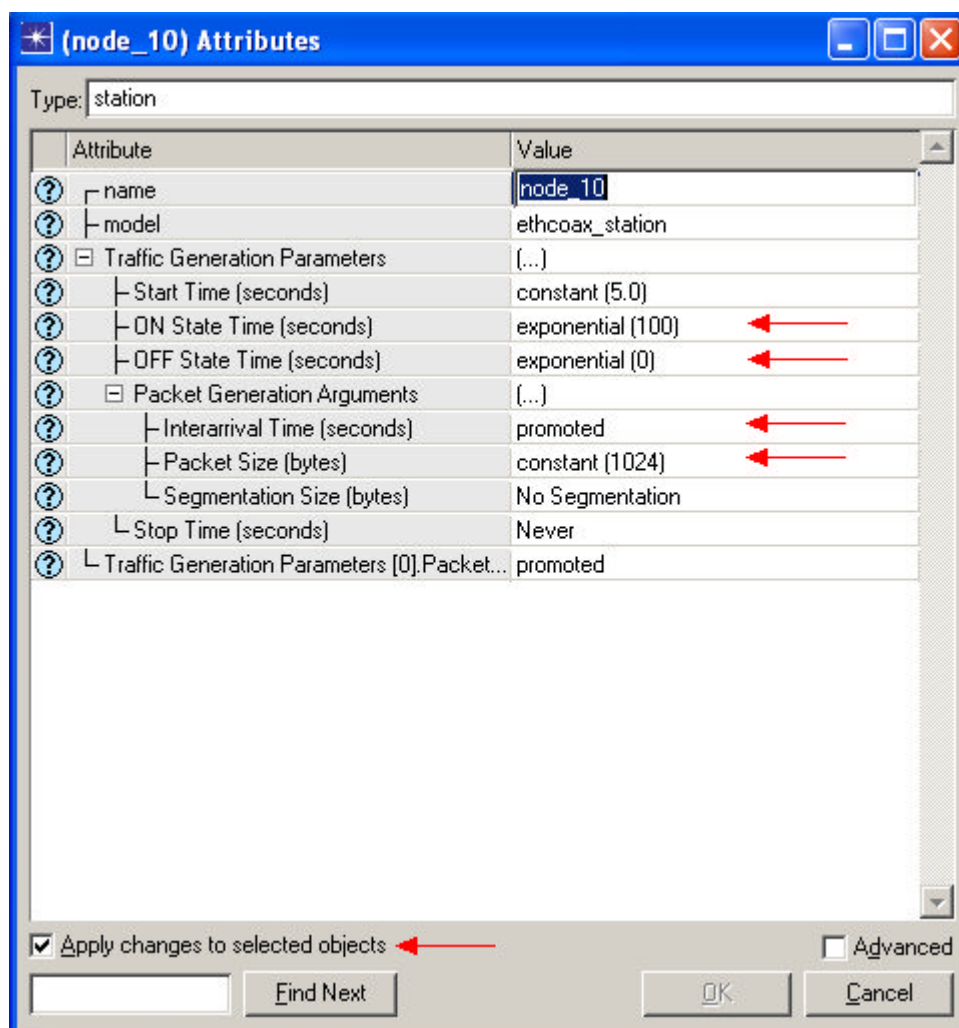 (node_10) Attributes
Type: station
Attribute Value
name node_10
model ethcoax_station
Traffic Generation Parameters (...)
Start Time (seconds) constant (5.0)
ON State Time (seconds) exponential (100)
OFF State Time (seconds) exponential (0)
Packet Generation Arguments (...)
Interarrival Time (seconds) promoted
Packet Size (bytes) constant (1024)
Segmentation Size (bytes) No Segmentation
Stop Time (seconds) Never
Traffic Generation Parameters [0].Packet... promoted
Apply changes to selected objects Advanced
Find Next OK Cancel